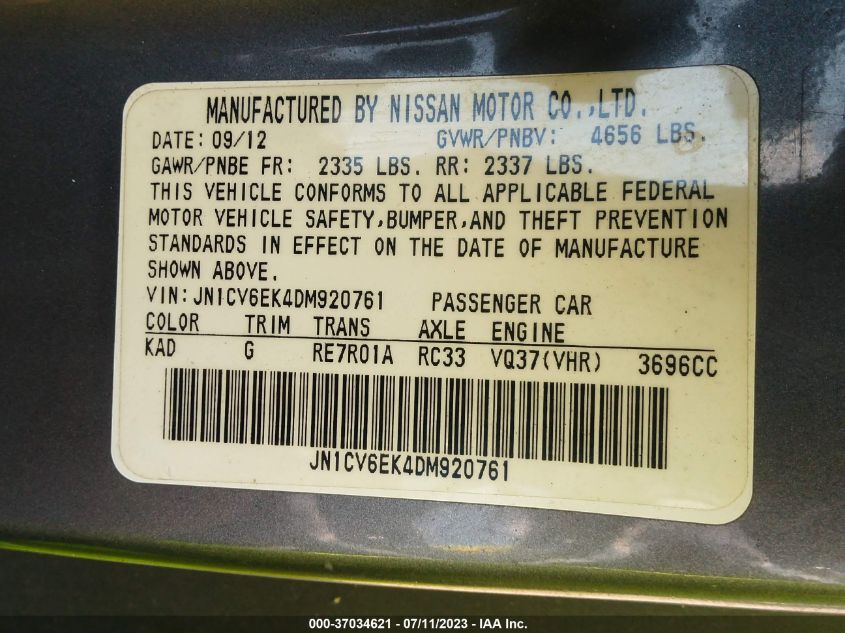 MANUFACTURED BY NISSAN MOTOR CO.,LTD.
DATE: 09/12 GVWR/PNBV: 4656 LBS.
GAWR/PNBE FR: 2335 LBS. RR: 2337 LBS.
THIS VEHICLE CONFORMS TO ALL APPLICABLE FEDERAL
MOTOR VEHICLE SAFETY,BUMPER,AND THEFT PREVENTION
STANDARDS IN EFFECT ON THE DATE OF MANUFACTURE
SHOWN ABOVE.
VIN: JN1CV6EK4DM920761 PASSENGER CAR
COLOR TRIM TRANS AXLE ENGINE
KAD G RE7R01A RC33 VQ37(VHR) 3696CC
JN1CV6EK4DM920761
000-37034621 - 07/11/2023 - IAA Inc.